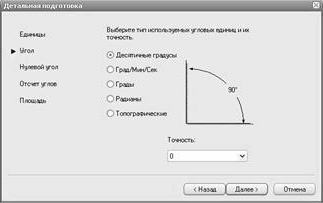 Детальная подготовка
Единицы
Угол
Нулевой угол
Отсчет углов
Площадь
Выберите тип используемых угловых единиц и их
точность.
Десятичные градусы
Град/Мин/Сек
Грады
Радианы
Топографические
90°
Точность:
0
< Назад
Далее >
Отмена